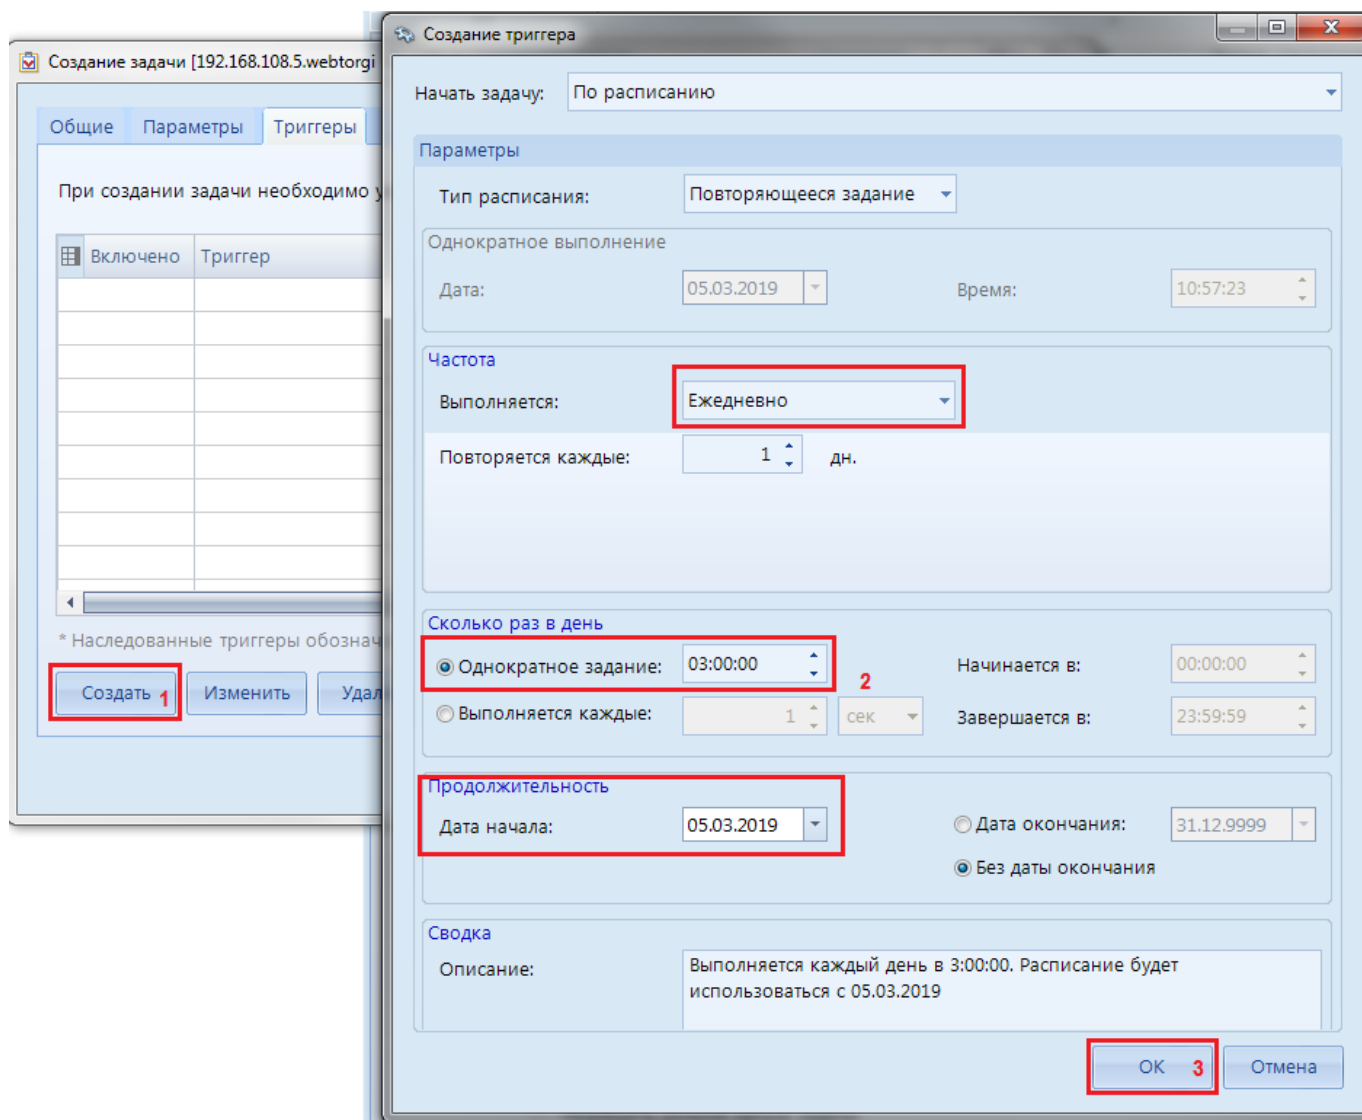 Создание задачи [192.168.108.5.webtorgi
Общие Параметры Триггеры
При создании задачи необходимо
Включено Триггер
* Наследованные триггеры
Создать 1 Изменить
Создание триггера
Начать задачу: По расписанию
Параметры
Тип расписания: Повторяющееся задание
Однократное выполнение
Дата: 05.03.2019 Время: 10:57:23
Частота
Выполняется: Ежедневно
Повторяется каждые: 1 дн.
Сколько раз в день
Однократное задание: 03:00:00 Начинается в: 00:00:00
2
Выполняется каждые: 1 сек Завершается в: 23:59:59
Продолжительность
Дата начала: 05.03.2019 Дата окончания: 31.12.9999
Без даты окончания
Сводка
Описание: Выполняется каждый день в 3:00:00. Расписание будет
использоваться с 05.03.2019
OK 3 Отмена